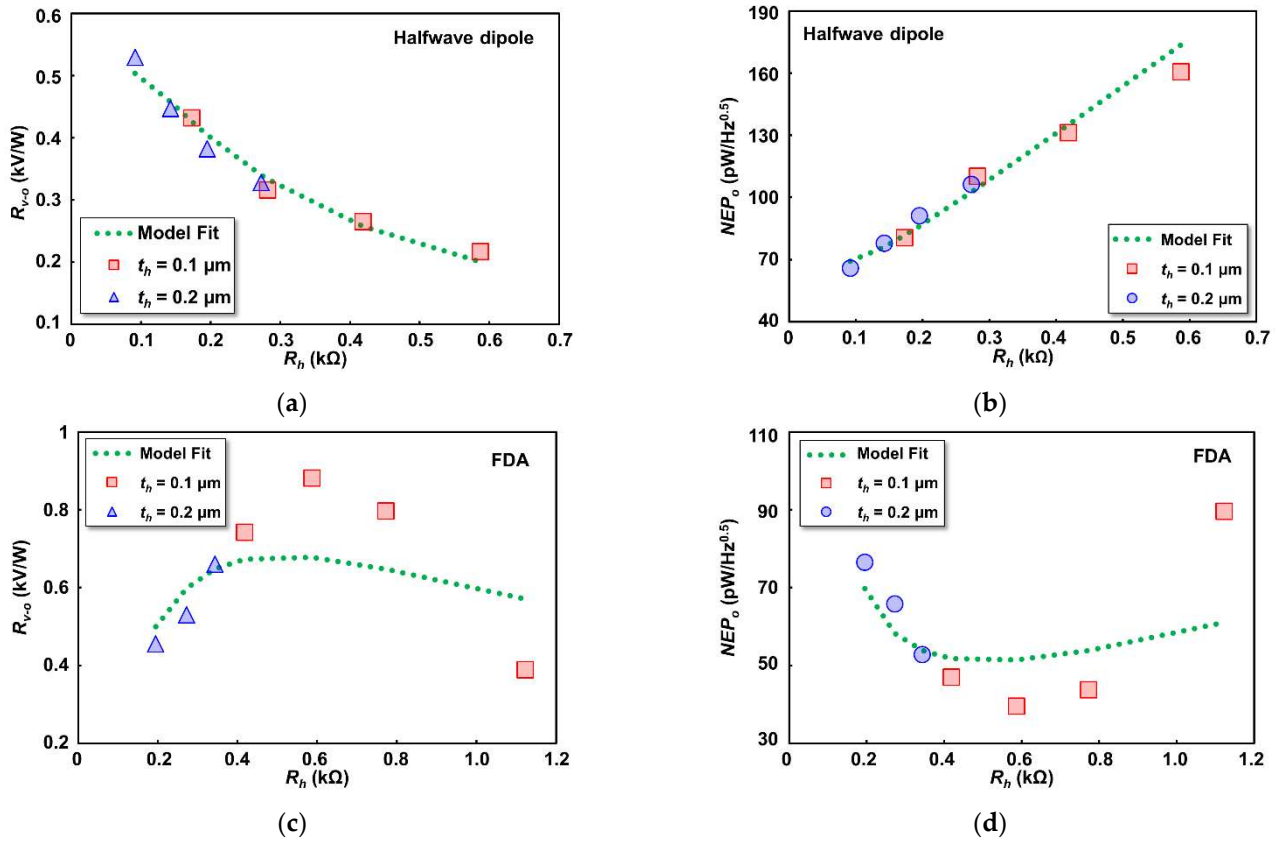 0.6
0.5
0.4
0.3
0.2
0.1
R_v-o (kV/W)
Halfwave dipole
Model Fit
t_h = 0.1 µm
t_h = 0.2 µm
0 0.1 0.2 0.3 0.4 0.5 0.6 0.7
R_h (kΩ)
(a)
190
160
130
100
70
40
NEP_o (pW/Hz^0.5)
Halfwave dipole
Model Fit
t_h = 0.1 µm
t_h = 0.2 µm
0 0.1 0.2 0.3 0.4 0.5 0.6 0.7
R_h (kΩ)
(b)
1
0.8
0.6
0.4
0.2
R_v-o (kV/W)
Model Fit
t_h = 0.1 µm
t_h = 0.2 µm
FDA
0 0.2 0.4 0.6 0.8 1.0 1.2
R_h (kΩ)
(c)
110
90
70
50
30
NEP_o (pW/Hz^0.5)
Model Fit
t_h = 0.1 µm
t_h = 0.2 µm
FDA
0 0.2 0.4 0.6 0.8 1.0 1.2
R_h (kΩ)
(d)